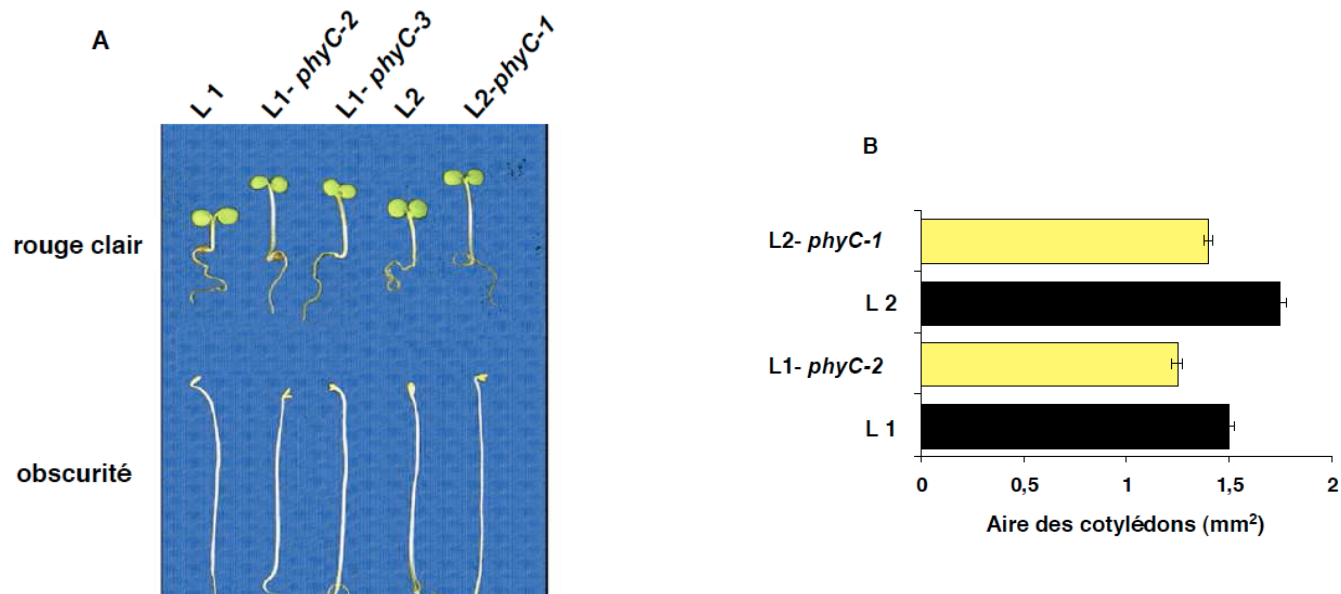 A
L 1
L1- phyC-2
L1- phyC-3
L2
L2-phyC-1
rouge clair
obscurité
B
L2- phyC-1
L 2
L1- phyC-2
L 1
0 0,5 1 1,5 2
Aire des cotylédons (mm²)